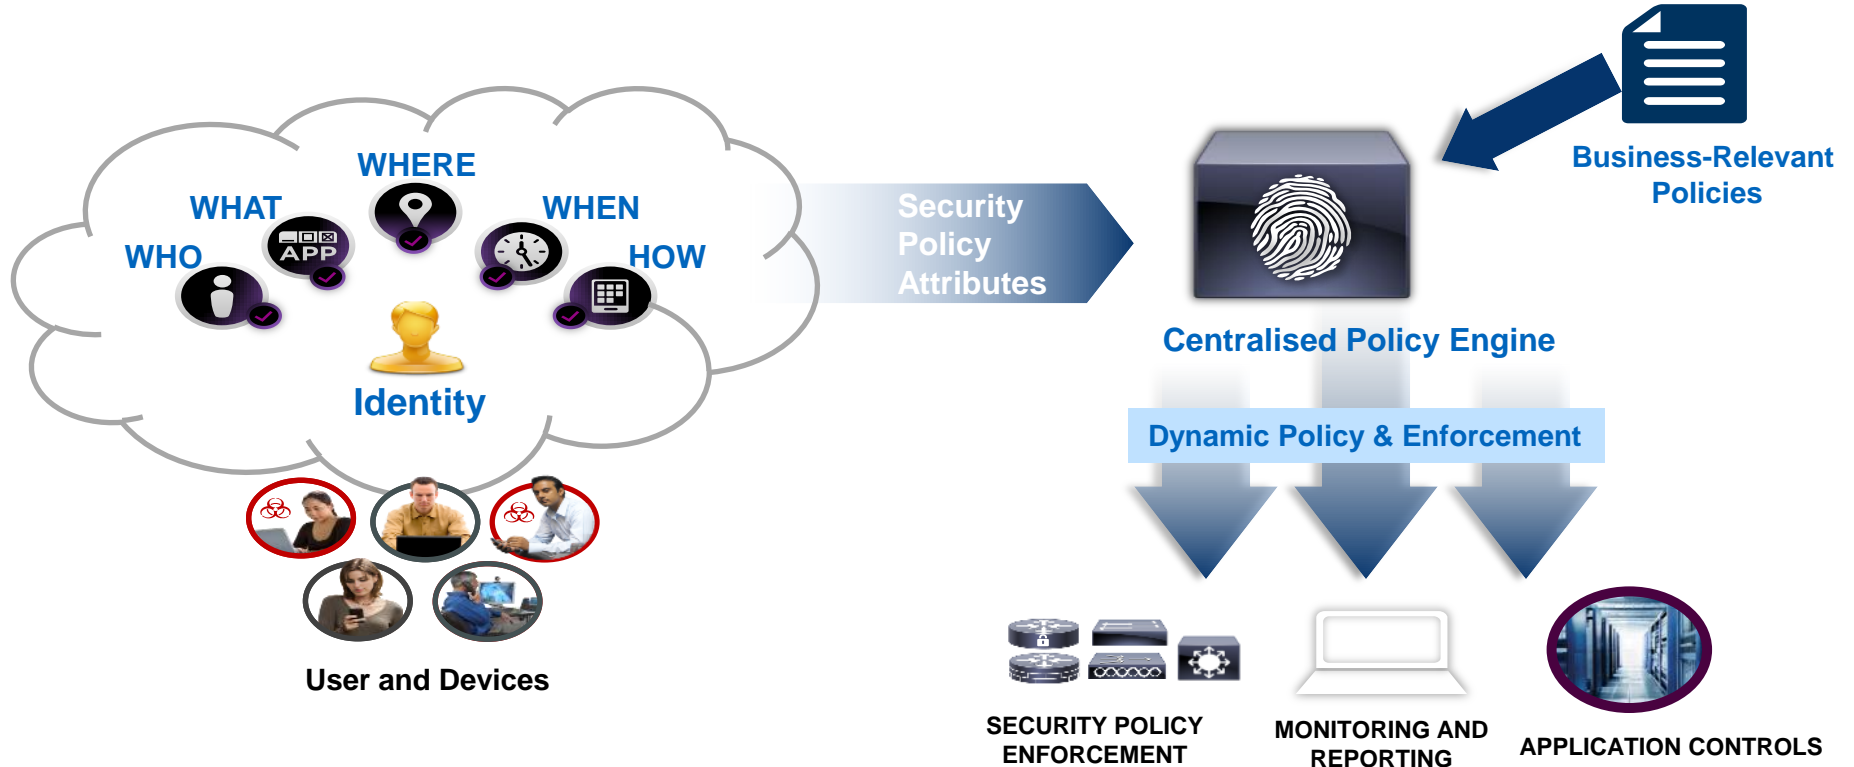 WHERE
WHAT
WHEN
WHO
HOW
APP
Identity
User and Devices
Security
Policy
Attributes
Business-Relevant
Policies
Centralised Policy Engine
Dynamic Policy & Enforcement
SECURITY POLICY
ENFORCEMENT
MONITORING AND
REPORTING
APPLICATION CONTROLS